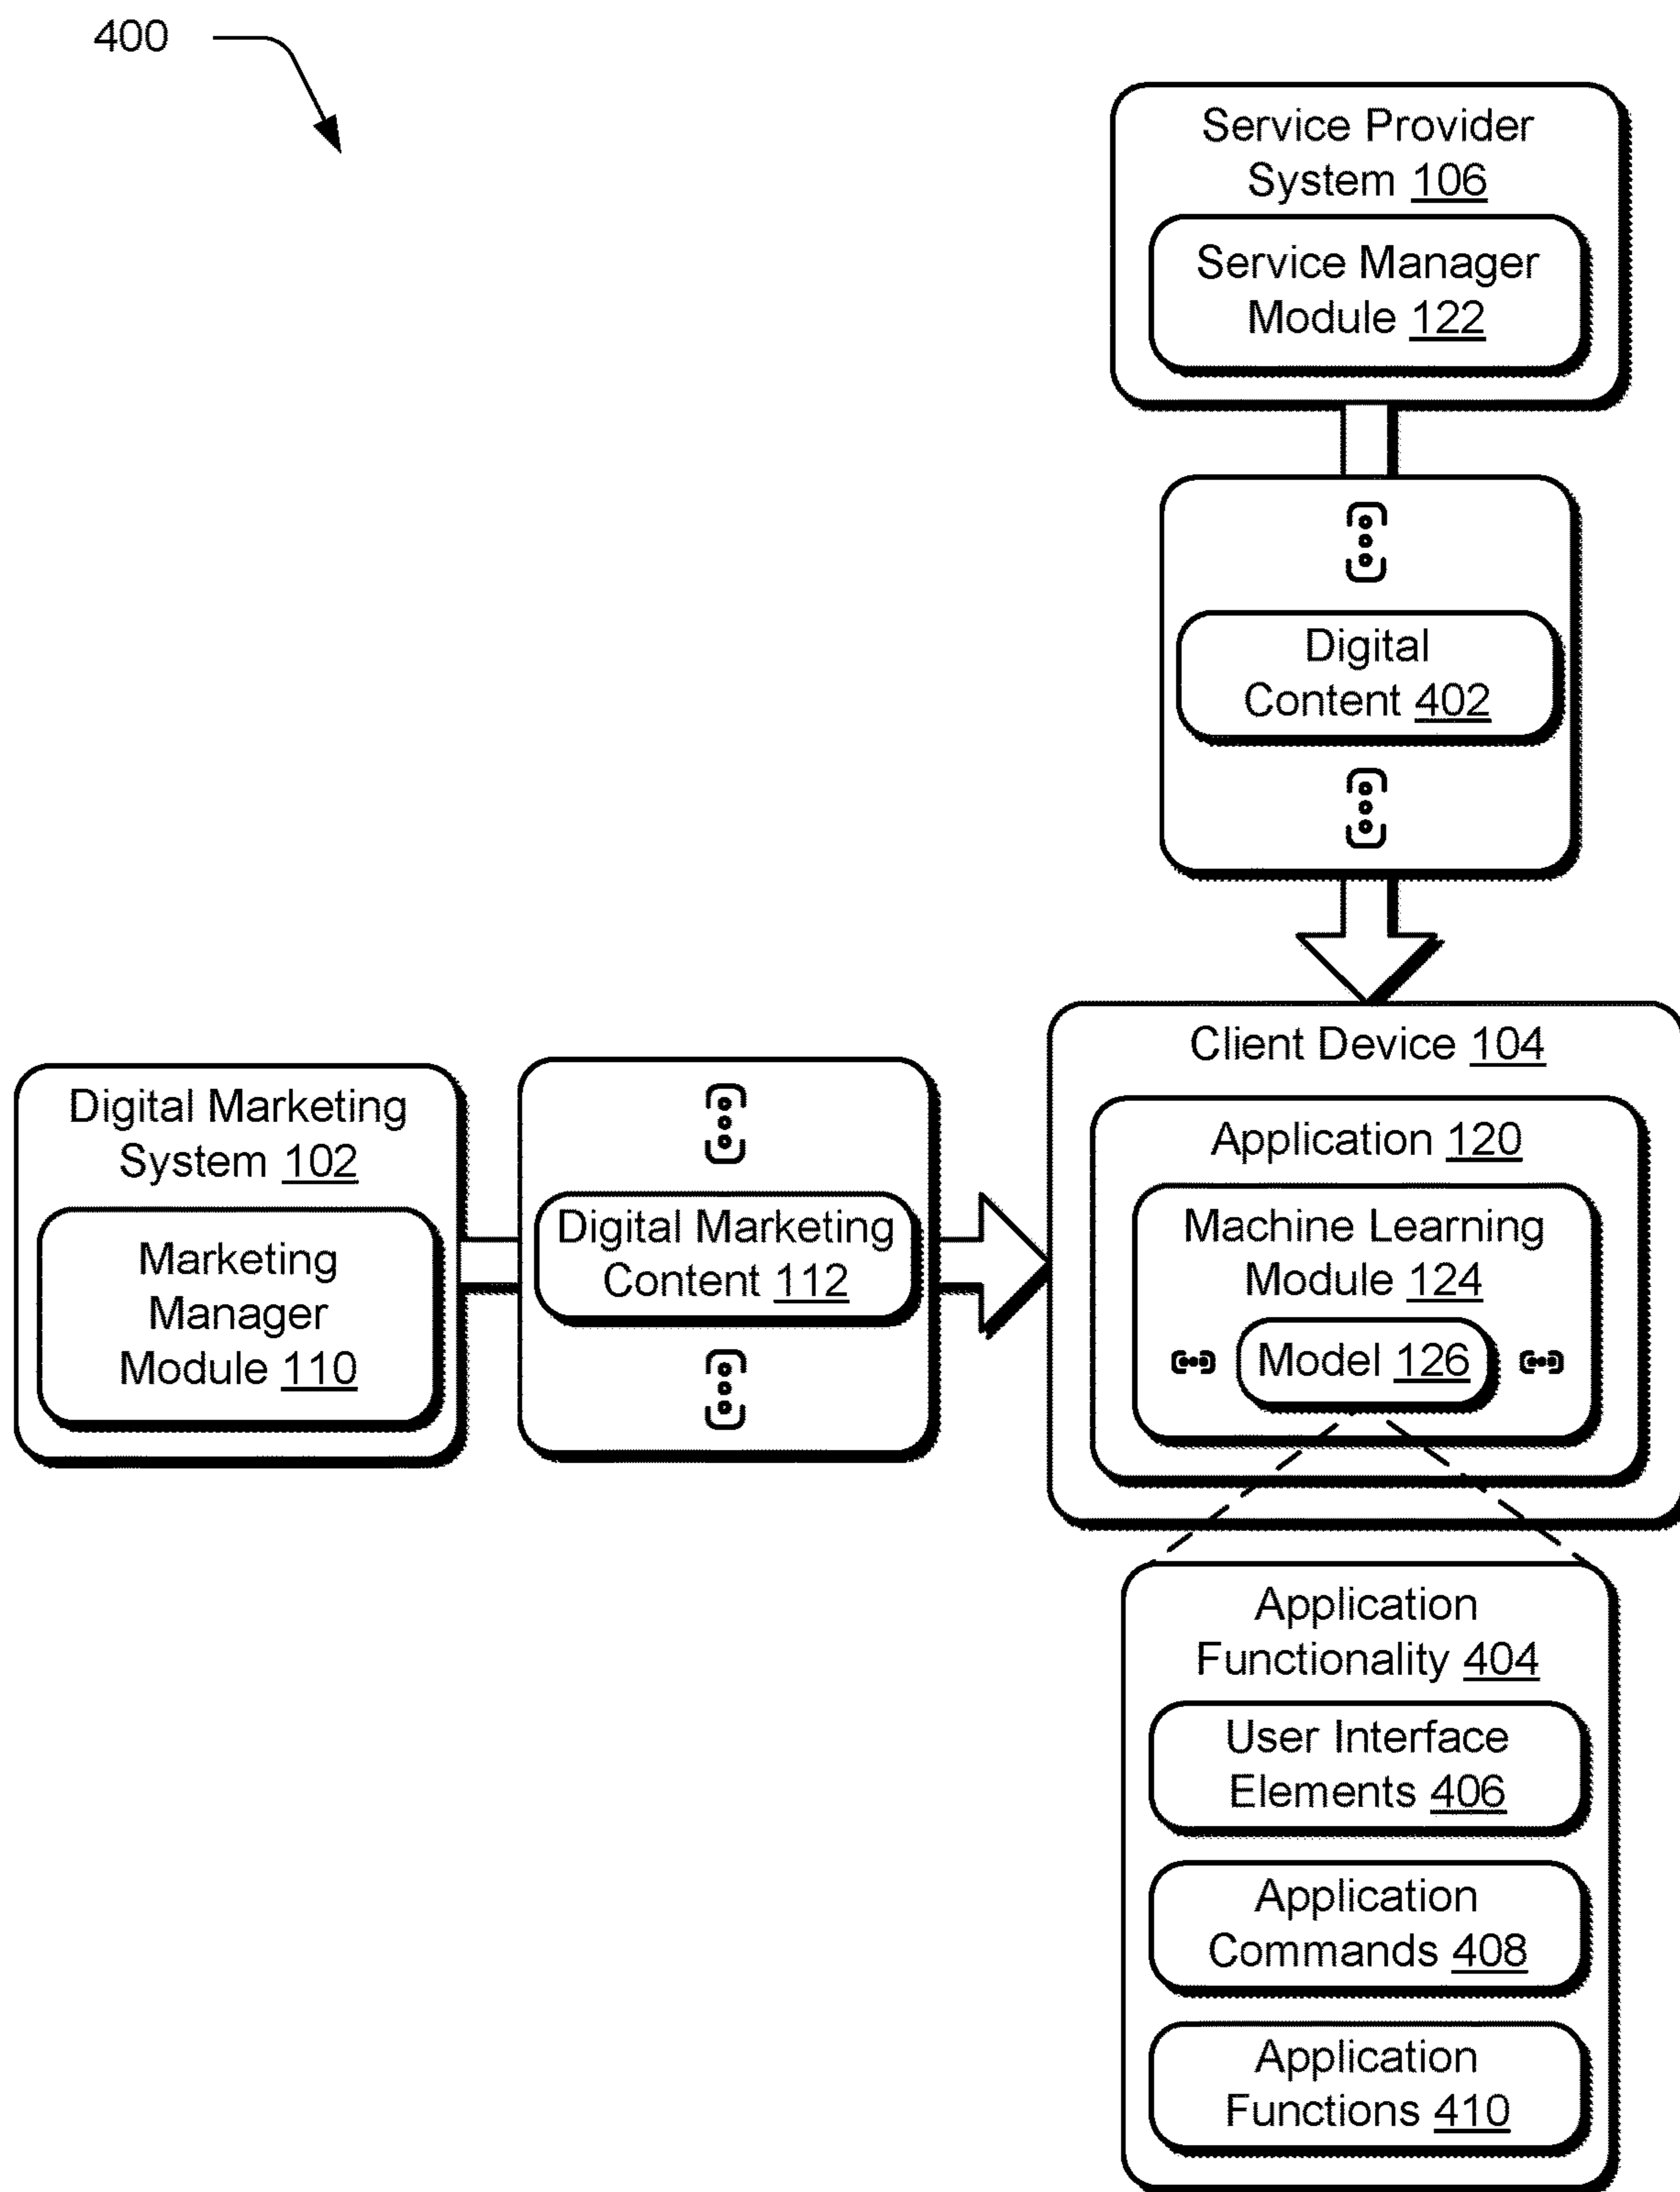 400
Service Provider
System 106
Service Manager
Module 122
Digital
Content 402
Client Device 104
Application 120
Machine Learning
Module 124
Model 126
Digital Marketing
System 102
Marketing
Manager
Module 110
Digital Marketing
Content 112
Application
Functionality 404
User Interface
Elements 406
Application
Commands 408
Application
Functions 410